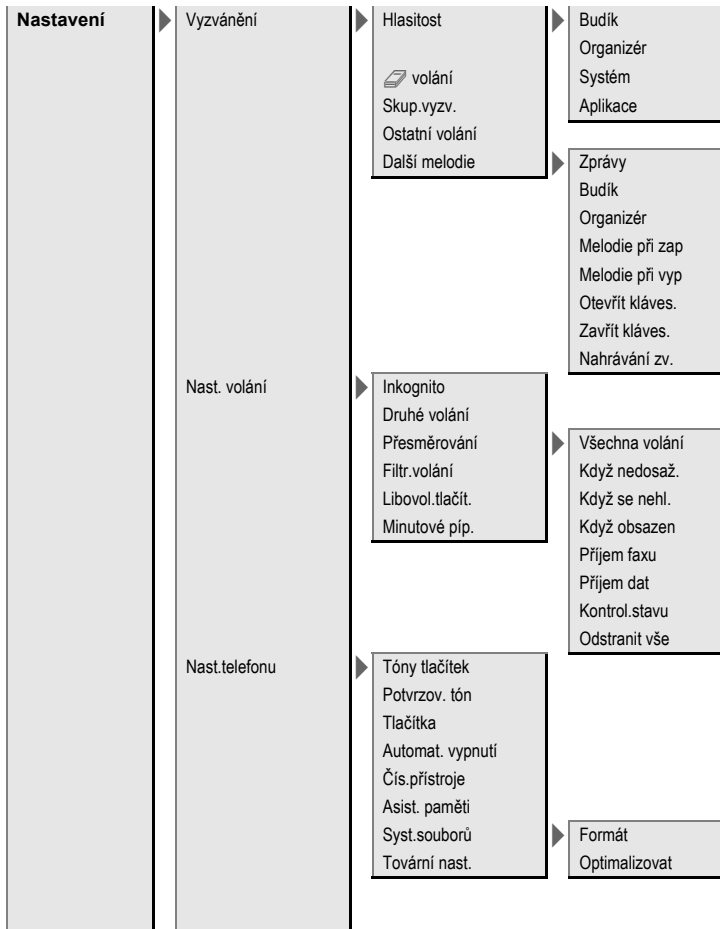 Nastavení
Vyzvánění
Hlasitost
Budík
Organizér
Systém
Aplikace
volání
Skup.vyzv.
Ostatní volání
Další melodie
Zprávy
Budík
Organizér
Melodie při zap
Melodie při vyp
Otevřít kláves.
Zavřít kláves.
Nahrávání zv.
Nast. volání
Inkognito
Druhé volání
Přesměrování
Všechna volání
Když nedosaž.
Když se nehl.
Když obsazen
Příjem faxu
Příjem dat
Kontrol.stavu
Odstranit vše
Filtr.volání
Libovol.tlačít.
Minutové píp.
Nast.telefonu
Tóny tlačítek
Potvrzov. tón
Tlačítka
Automat. vypnutí
Čís.přístroje
Asist. paměti
Syst.souborů
Formát
Optimalizovat
Tovární nast.